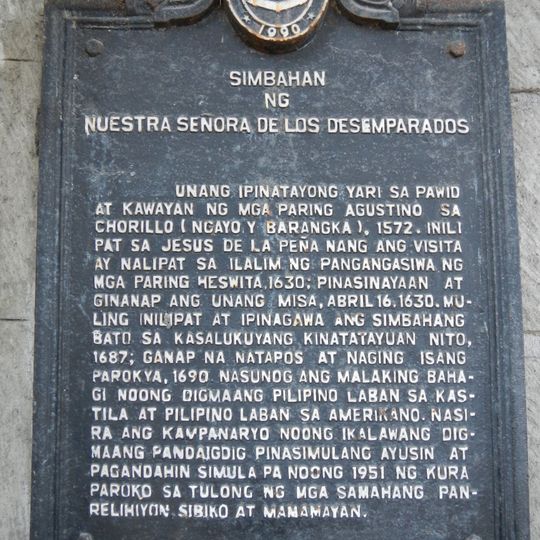 1990
SIMBAHAN
NG
NUESTRA SEÑORA DE LOS DESEMPARADOS
UNANG IPINATAYONG YARI SA PAWID
AT KAWAYAN NG MGA PARING AGUSTINO SA
CHORILLO (NGAYO'Y BARANGKA), 1572. INILI
PAT SA JESUS DE LA PEÑA NANG ANG VISITA
AY NALIPAT SA ILALIM NG PANGANGASIWA NG
MGA PARING HESWITA, 1630; PINASINAYAAN AT
GINANAP ANG UNANG MISA, ABRIL 16, 1630. MU-
LING INILIPAT AT IPINAGAWA ANG SIMBAHANG
BATO SA KASALUKUYANG KINATATAYUAN NITO,
1687; GANAP NA NATAPOS AT NAGING ISANG
PAROKYA, 1690. NASUNOG ANG MALAKING BAHA-
GI NOONG DIGMAANG PILIPINO LABAN SA KAS-
TILA AT PILIPINO LABAN SA AMERIKANO. NASI-
RA ANG KAMPANARYO NOONG IKALAWANG DIG-
MAANG PANDAIGDIG PINASIMULANG AYUSIN AT
PAGANDAHIN SIMULA PA NOONG 1951 NG KURA
PAROKO SA TULONG NG MGA SAMAHANG PAN-
RELIHIYON, SIBIKO AT MAMAMAYAN.